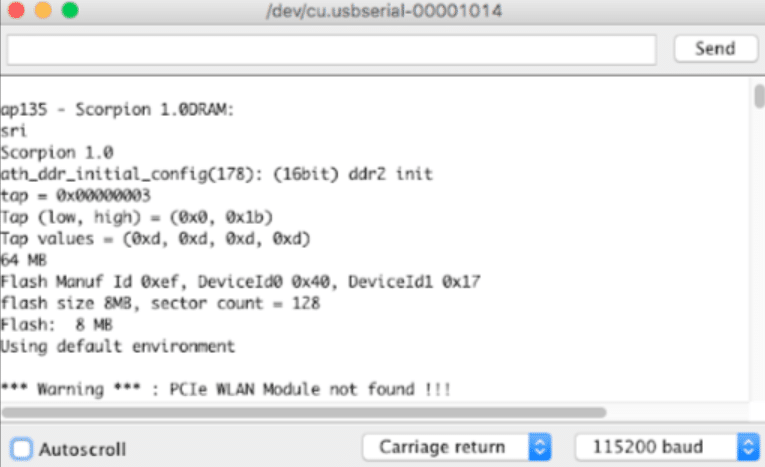 /dev/cu.usbserial-00001014
Send
ap135 - Scorpion 1.0DRAM:
sri
Scorpion 1.0
ath_ddr_initial_config(178): (16bit) ddr2 init
tap = 0x00000003
Tap (low, high) = (0x0, 0x1b)
Tap values = (0xd, 0xd, 0xd, 0xd)
64 MB
Flash Manuf Id 0xef, DeviceId0 0x40, DeviceId1 0x17
flash size 8MB, sector count = 128
Flash:  8 MB
Using default environment
*** Warning *** : PCIe WLAN Module not found !!!
Autoscroll Carriage return 115200 baud